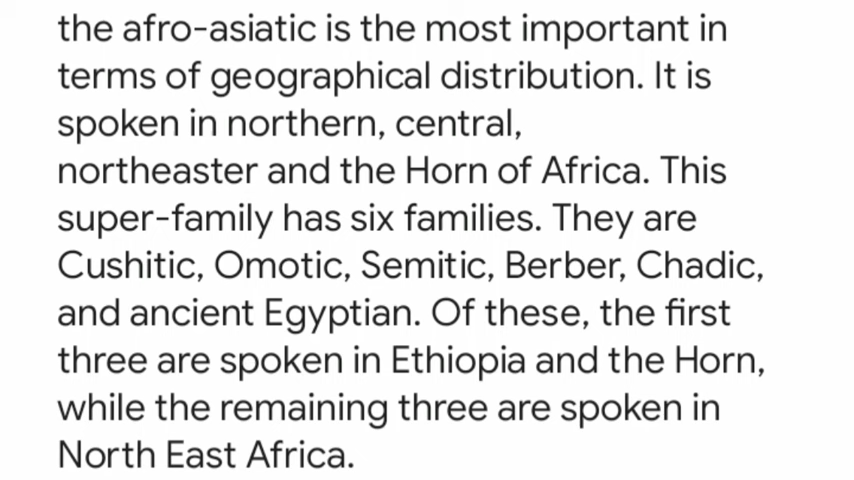 the afro-asiatic is the most important in
terms of geographical distribution. It is
spoken in northern, central,
northeaster and the Horn of Africa. This
super-family has six families. They are
Cushitic, Omotic, Semitic, Berber, Chadic,
and ancient Egyptian. Of these, the first
three are spoken in Ethiopia and the Horn,
while the remaining three are spoken in
North East Africa.